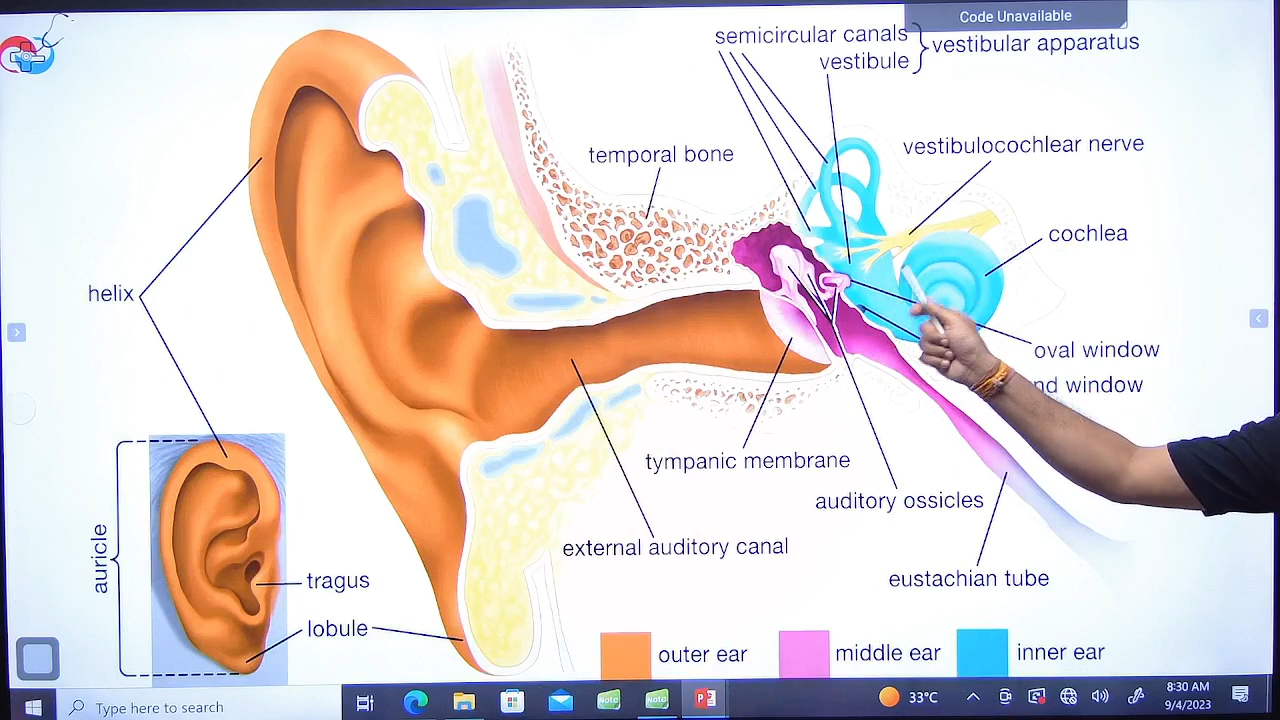 Code Unavailable
semicircular canals
vestibule
vestibular apparatus
temporal bone
vestibulocochlear nerve
cochlea
helix
oval window
nd window
tympanic membrane
auditory ossicles
external auditory canal
eustachian tube
auricle
tragus
lobule
outer ear
middle ear
inner ear
Type here to search
Note
Note
33°C
8:30 AM
9/4/2023